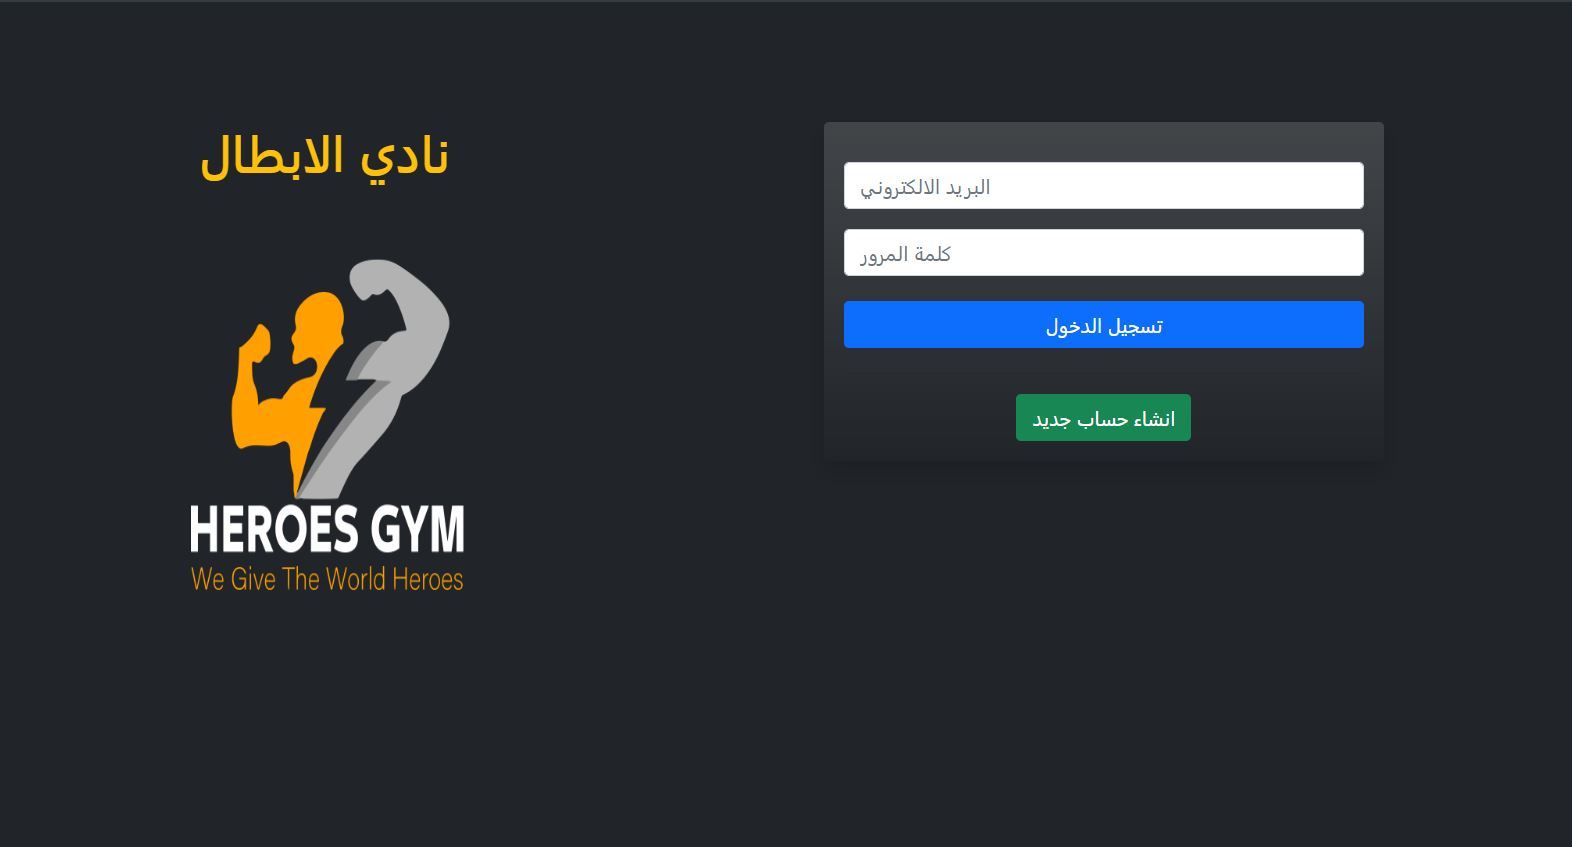 نادي الابطال
HEROES GYM
We Give The World Heroes
البريد الالكتروني
كلمة المرور
تسجيل الدخول
انشاء حساب جديد